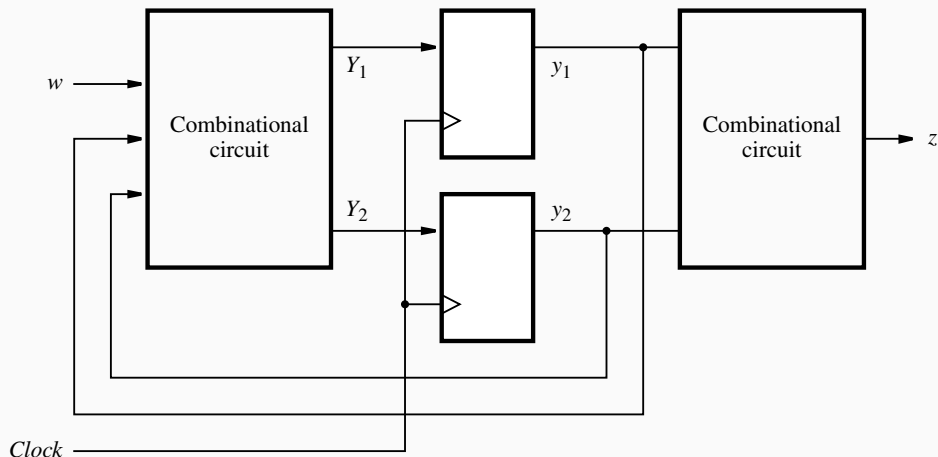 w
Combinational
circuit
Y1
y1
Y2
y2
Combinational
circuit
z
Clock